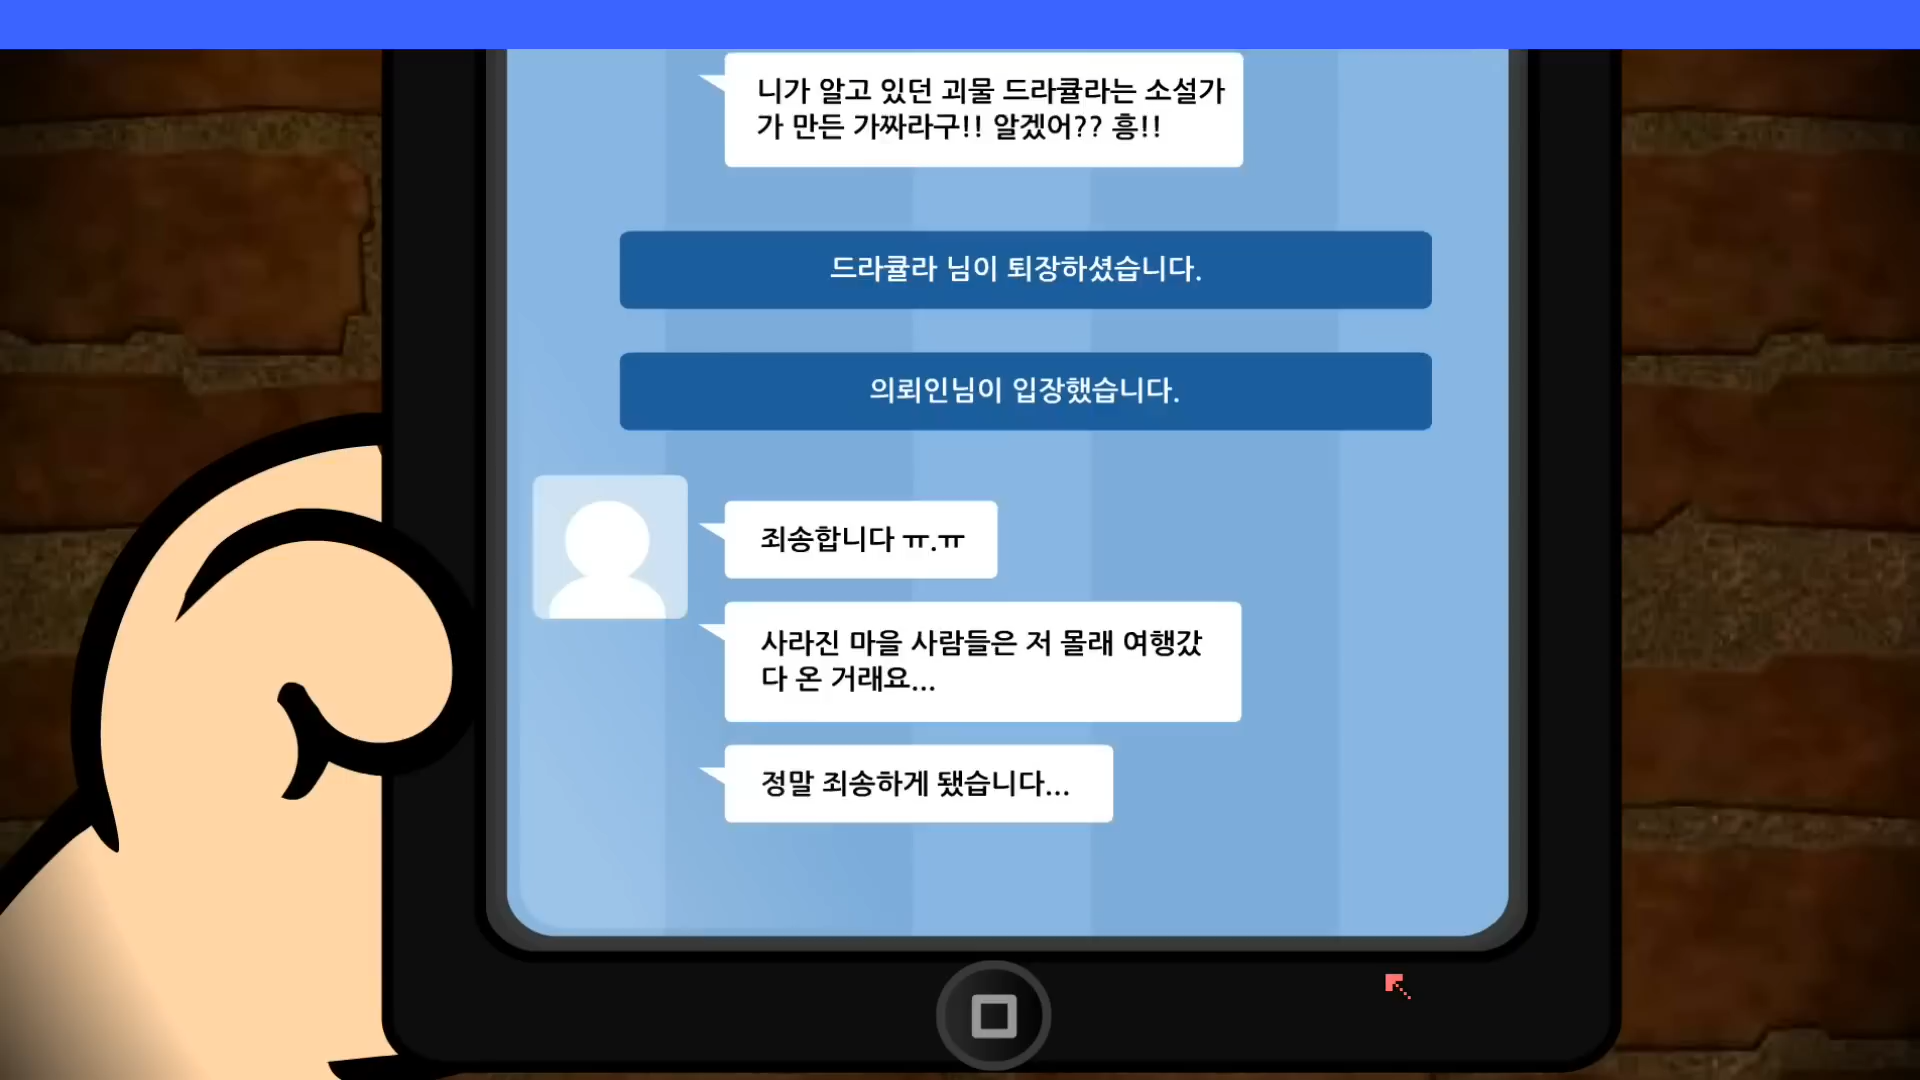 니가 알고 있던 괴물 드라큘라는 소설가
가 만든 가짜라구!! 알겠어?? 흥!!
드라큘라 님이 퇴장하셨습니다.
의뢰인님이 입장했습니다.
죄송합니다 ㅠ.ㅠ
사라진 마을 사람들은 저 몰래 여행갔
다 온 거래요...
정말 죄송하게 됐습니다...